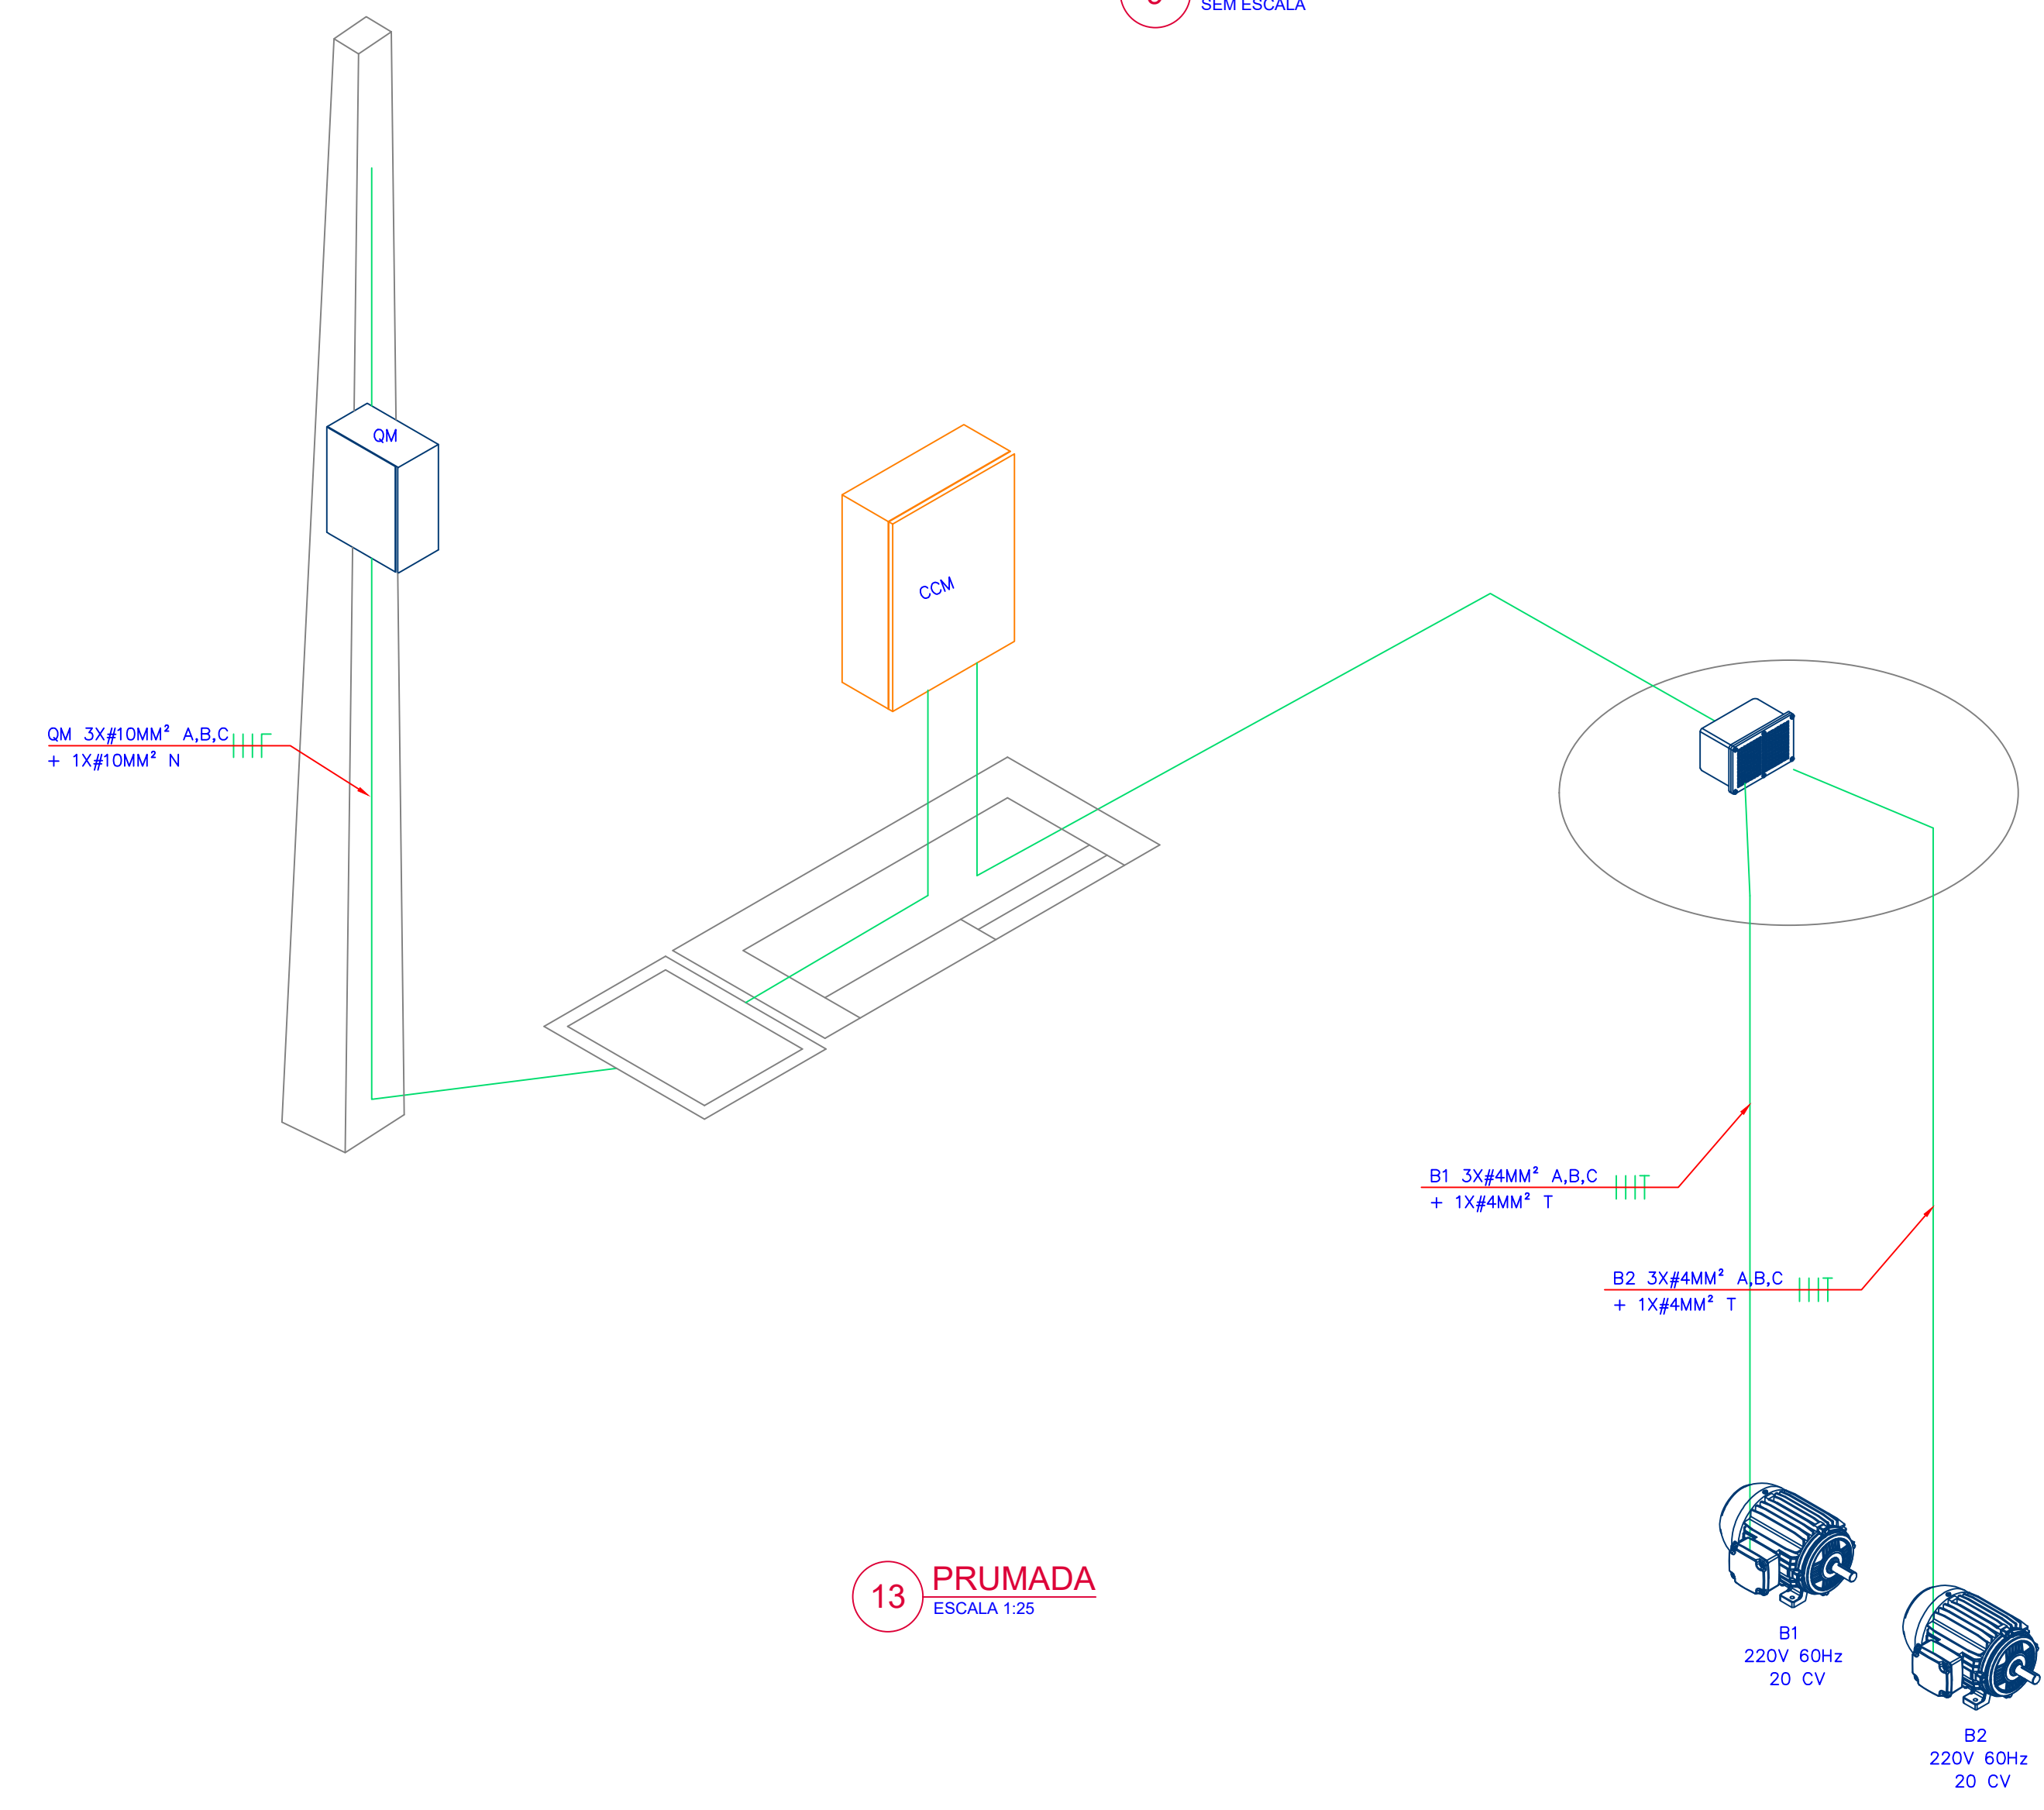 SEM ESCALA
QM
CCM
QM 3X#10MM² A,B,C
+ 1X#10MM² N
B1 3X#4MM² A,B,C
+ 1X#4MM² T
B2 3X#4MM² A,B,C
+ 1X#4MM² T
13 PRUMADA
ESCALA 1:25
B1
220V 60Hz
20 CV
B2
220V 60Hz
20 CV